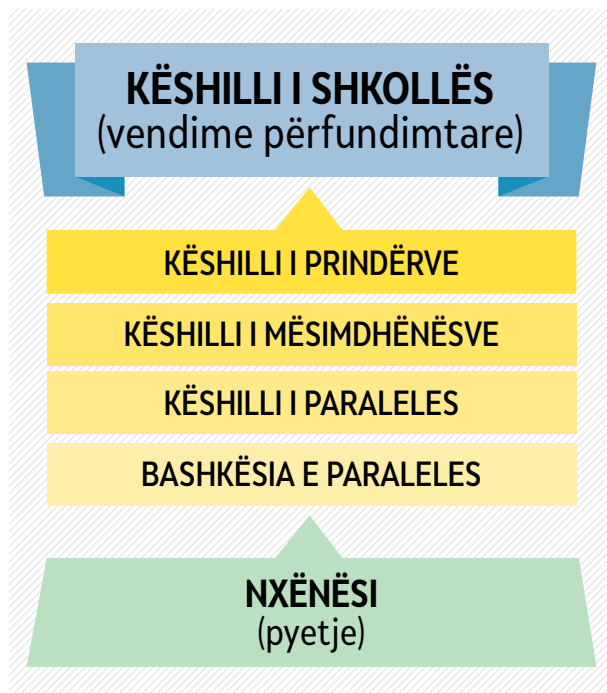 KËSHILLI I SHKOLLËS
(vendime përfundimtare)
KËSHILLI I PRINDËRVE
KËSHILLI I MËSIMDHËNËSVE
KËSHILLI I PARALELES
BASHKËSIA E PARALELES
NXËNËSI
(pyetje)